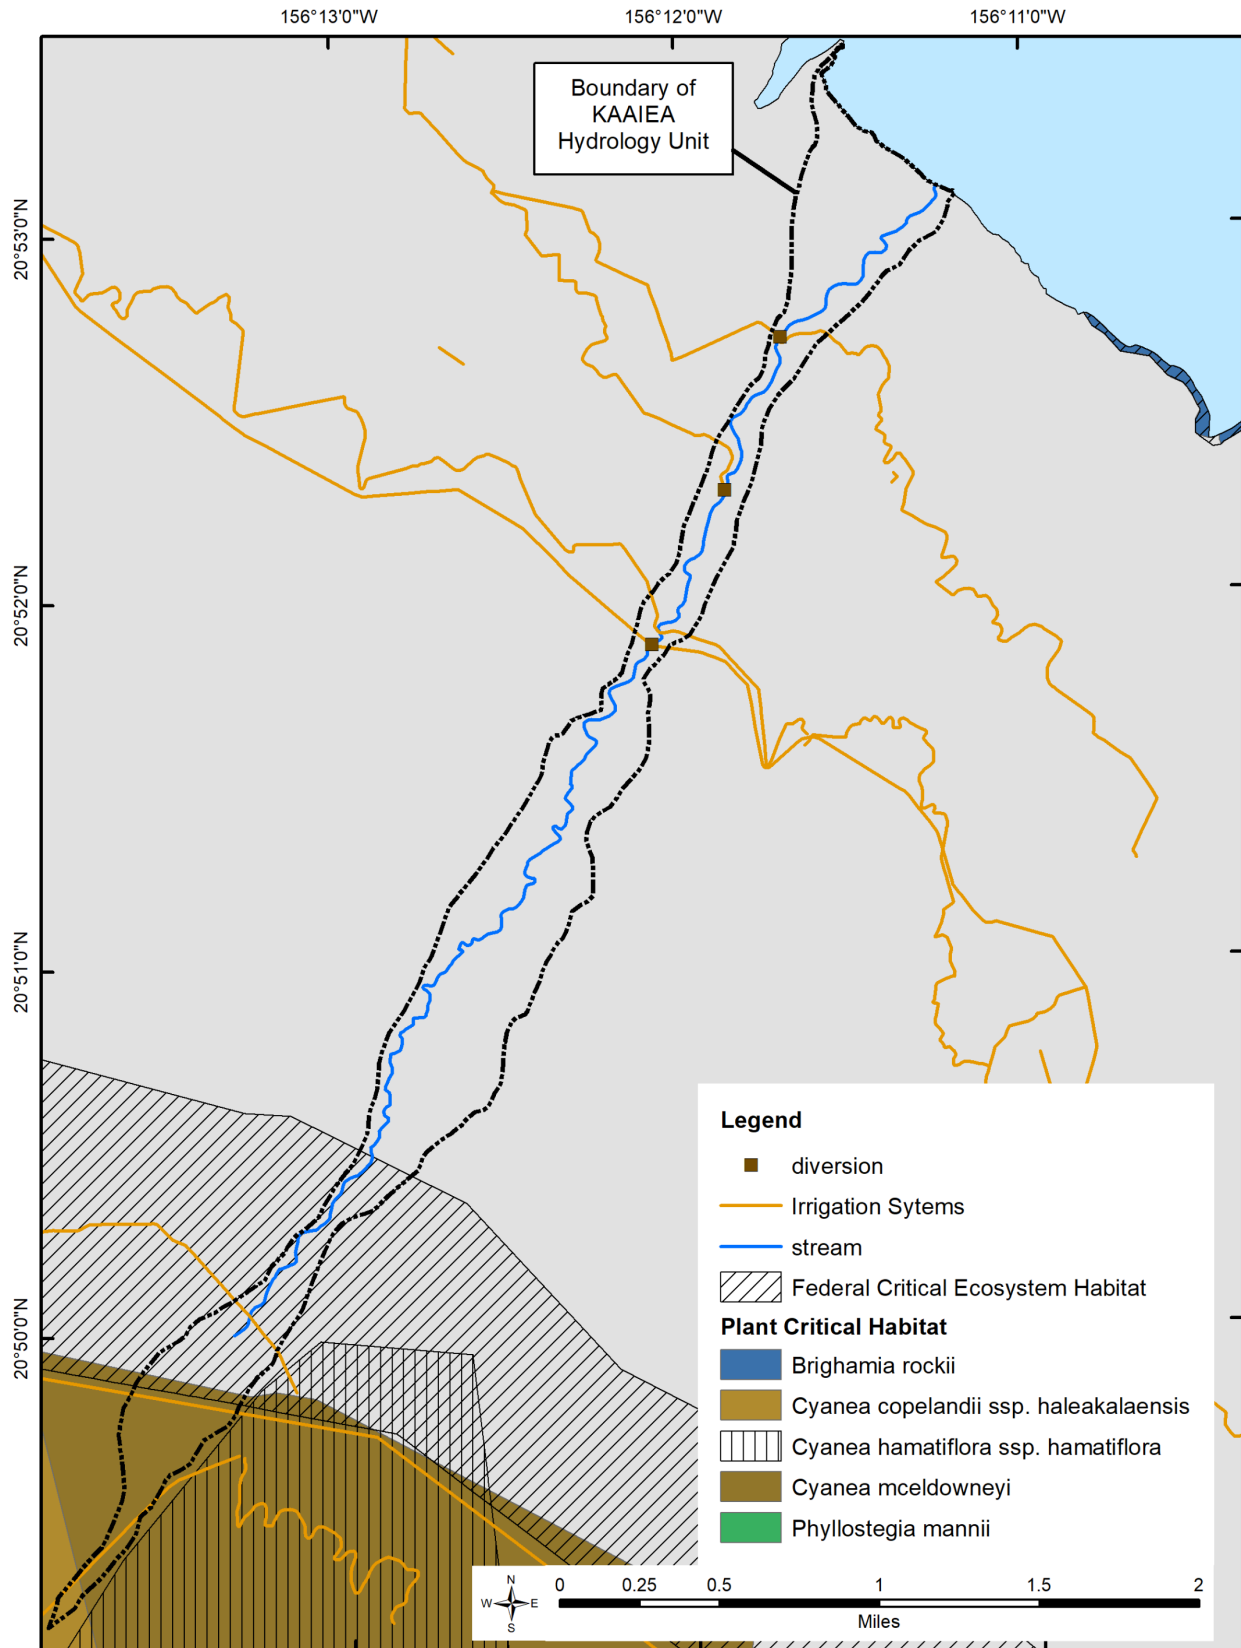 156°13'0"W
156°12'0"W
156°11'0"W
Boundary of
KAAIEA
Hydrology Unit
20°53'0"N
20°52'0"N
20°51'0"N
20°50'0"N
Legend
diversion
Irrigation Sytems
stream
Federal Critical Ecosystem Habitat
Plant Critical Habitat
Brighamia rockii
Cyanea copelandii ssp. haleakalaensis
Cyanea hamatiflora ssp. hamatiflora
Cyanea mceldowneyi
Phyllostegia mannii
N
W E
S
0 0.25 0.5 1 1.5 2
Miles